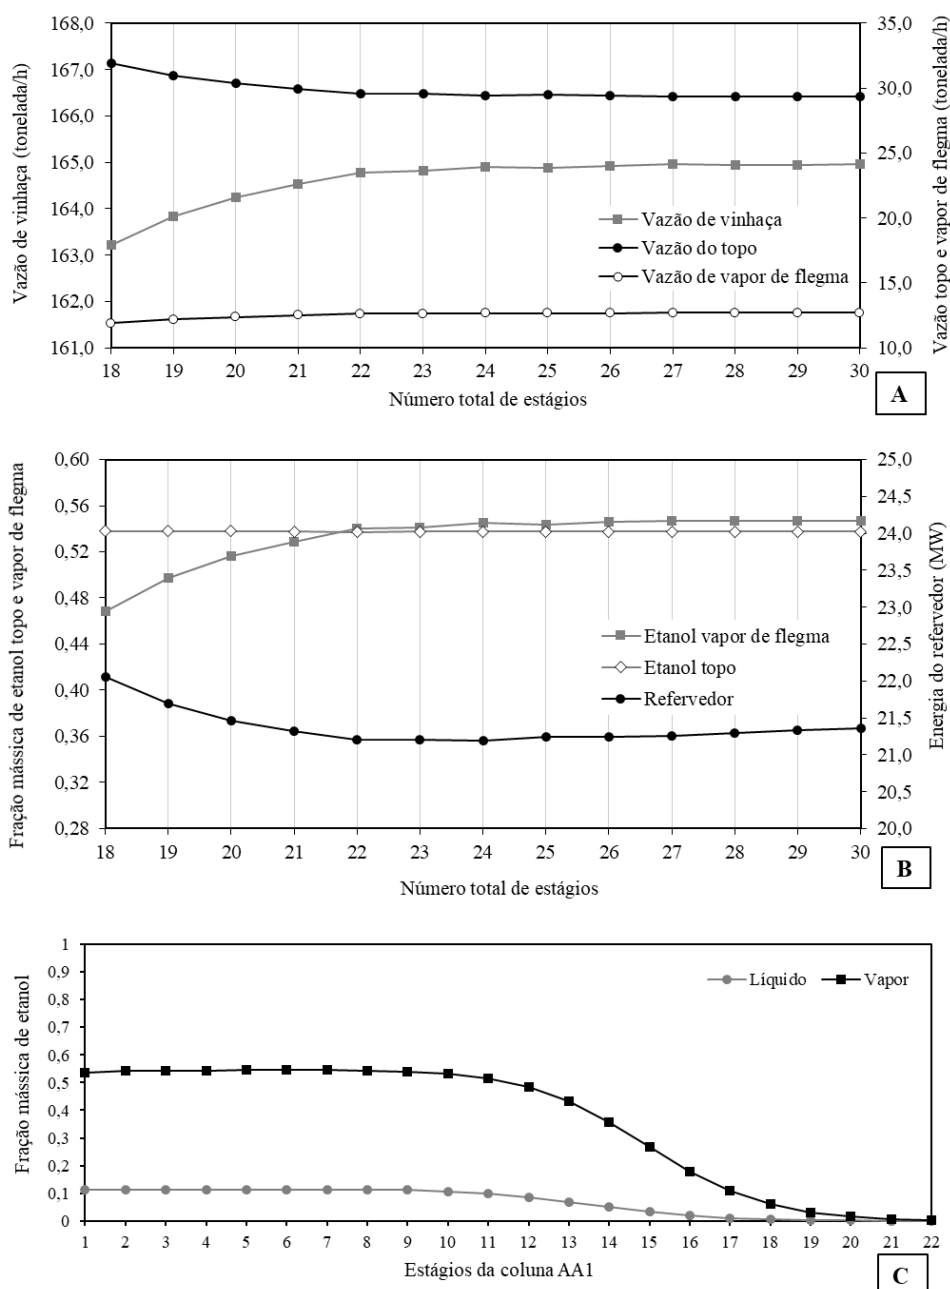 168,0
167,0
166,0
165,0
164,0
163,0
162,0
161,0
Vazão de vinhaça (tonelada/h)
35,0
30,0
25,0
20,0
15,0
10,0
Vazão topo e vapor de flegma (tonelada/h)
Vazão de vinhaça
Vazão do topo
Vazão de vapor de flegma
18 19 20 21 22 23 24 25 26 27 28 29 30
Número total de estágios
A
0,60
0,56
0,52
0,48
0,44
0,40
0,36
0,32
0,28
Fração mássica de etanol topo e vapor de flegma
25,0
24,5
24,0
23,5
23,0
22,5
22,0
21,5
21,0
20,5
20,0
Energia do refervedor (MW)
Etanol vapor de flegma
Etanol topo
Refervedor
18 19 20 21 22 23 24 25 26 27 28 29 30
Número total de estágios
B
1
0,9
0,8
0,7
0,6
0,5
0,4
0,3
0,2
0,1
0
Fração mássica de etanol
Líquido Vapor
1 2 3 4 5 6 7 8 9 10 11 12 13 14 15 16 17 18 19 20 21 22
Estágios da coluna AA1
C